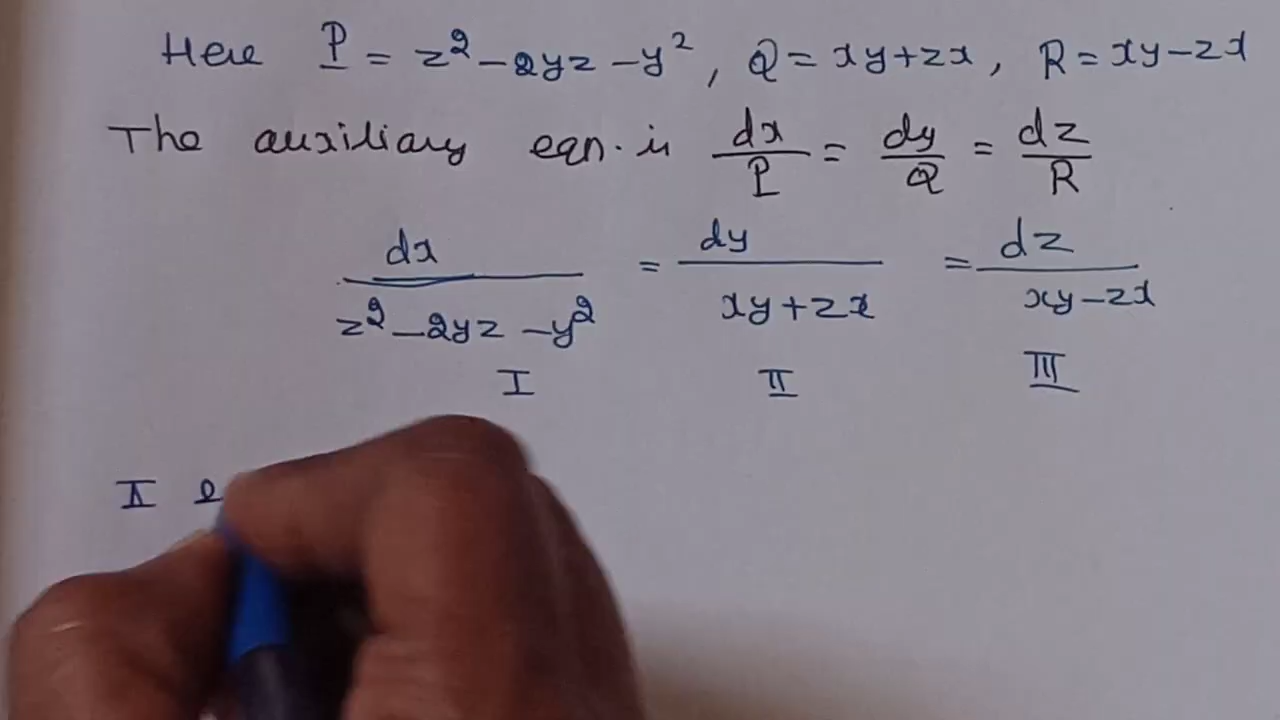 Here P = z² - 2yz - y², Q = xy + zx, R = xy - zx
The auxiliary eqn. is dx/P = dy/Q = dz/R
dx/(z² - 2yz - y²) = dy/(xy + zx) = dz/(xy - zx)
I II III
II